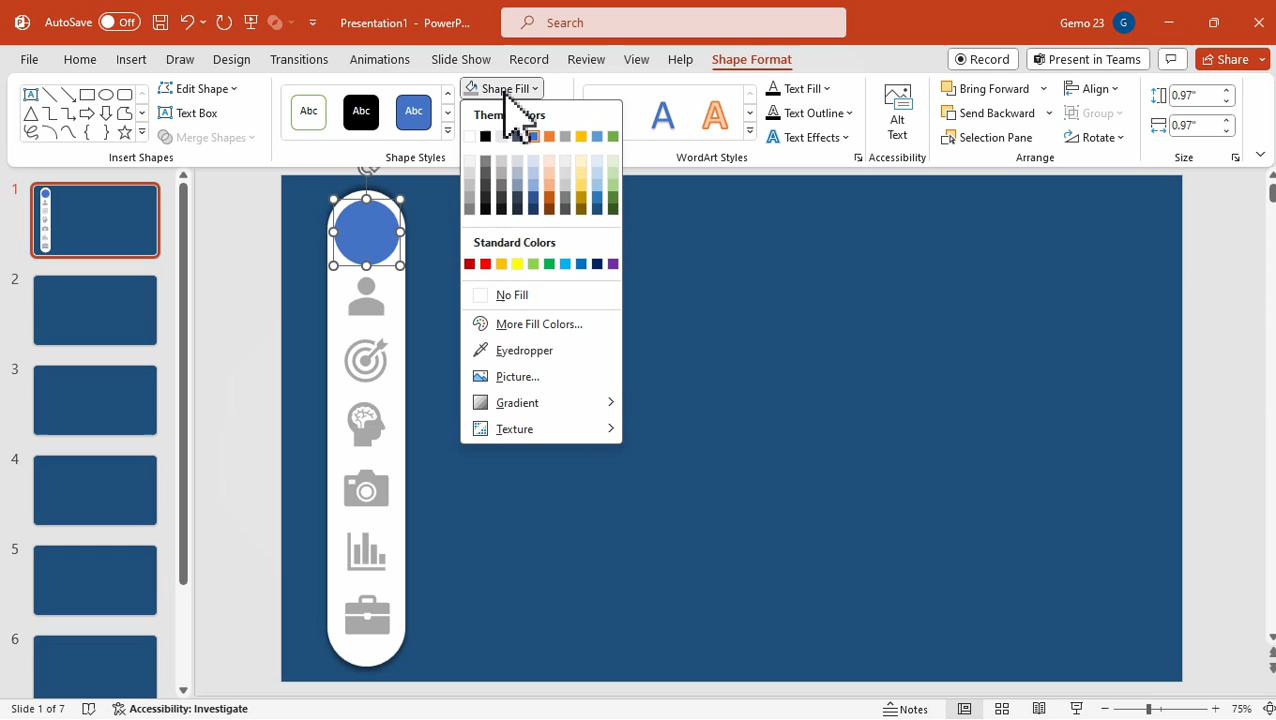 AutoSave Off Presentation1 - PowerP... Search Gemo 23 G
File Home Insert Draw Design Transitions Animations Slide Show Record Review View Help Shape Format Record Present in Teams Share
Edit Shape
Text Box
Merge Shapes
Insert Shapes
Abc Abc Abc
Shape Styles
Shape Fill
A A
WordArt Styles
A Text Fill
A Text Outline
A Text Effects
Alt
Text
Accessibility
Bring Forward
Send Backward
Selection Pane
Align
Group
Rotate
Arrange
0.97"
0.97"
Size
Standard Colors
No Fill
More Fill Colors...
Eyedropper
Picture...
Gradient
Texture
1
2
3
4
5
6
Slide 1 of 7 Accessibility: Investigate Notes 75%